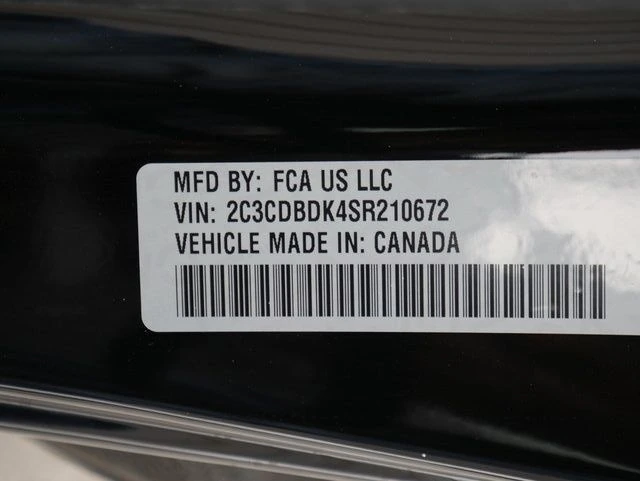 MFD BY: FCA US LLC
VIN: 2C3CDBDK4SR210672
VEHICLE MADE IN: CANADA